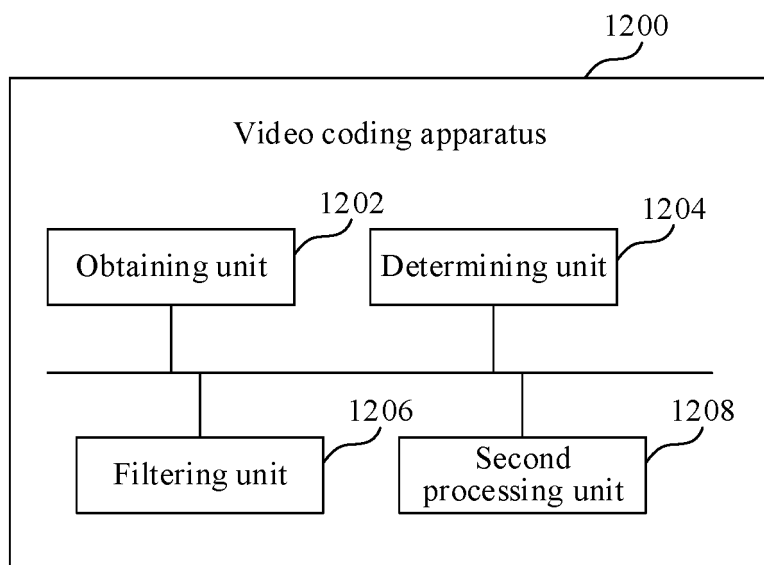 1200
Video coding apparatus
1202
1204
Obtaining unit
Determining unit
1206
1208
Filtering unit
Second
processing unit